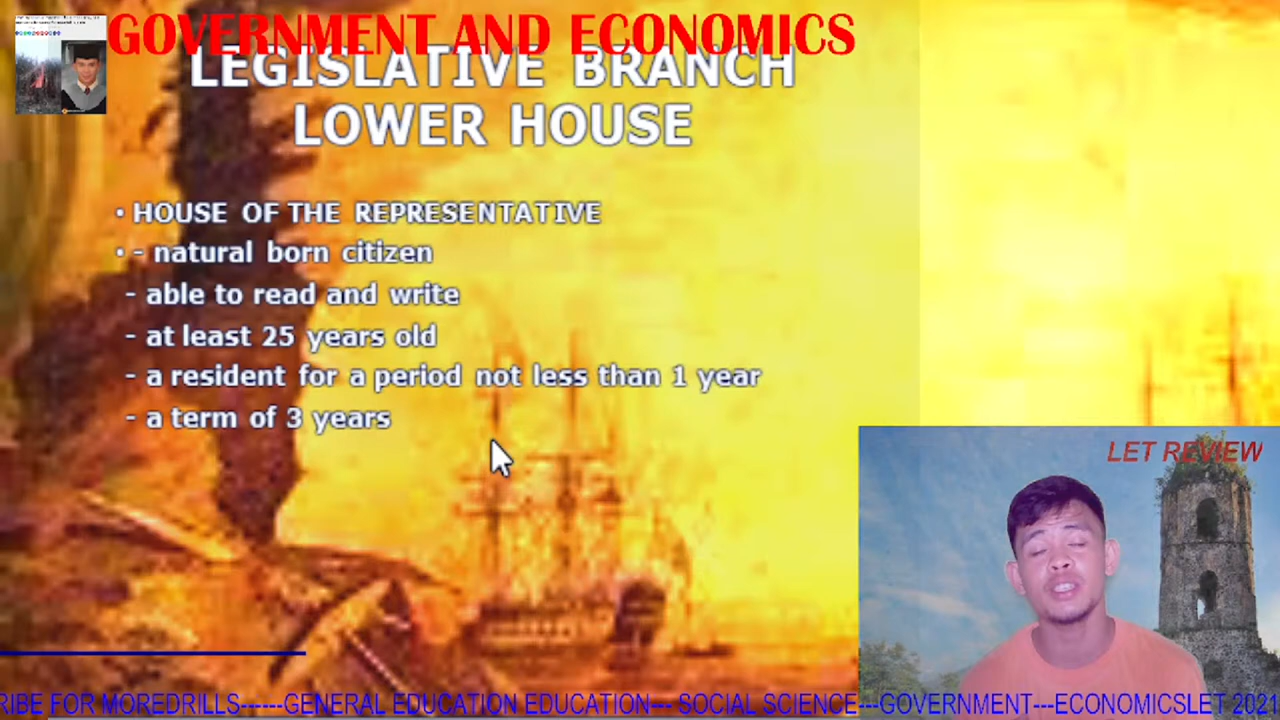 GOVERNMENT AND ECONOMICS
LEGISLATIVE BRANCH
LOWER HOUSE
• HOUSE OF THE REPRESENTATIVE
• - natural born citizen
- able to read and write
- at least 25 years old
- a resident for a period not less than 1 year
- a term of 3 years
LET REVIEW
RIBE FOR MOREDRILLS------GENERAL EDUCATION EDUCATION--- SOCIAL SCIENCE---GOVERNMENT---ECONOMICSLET 2021